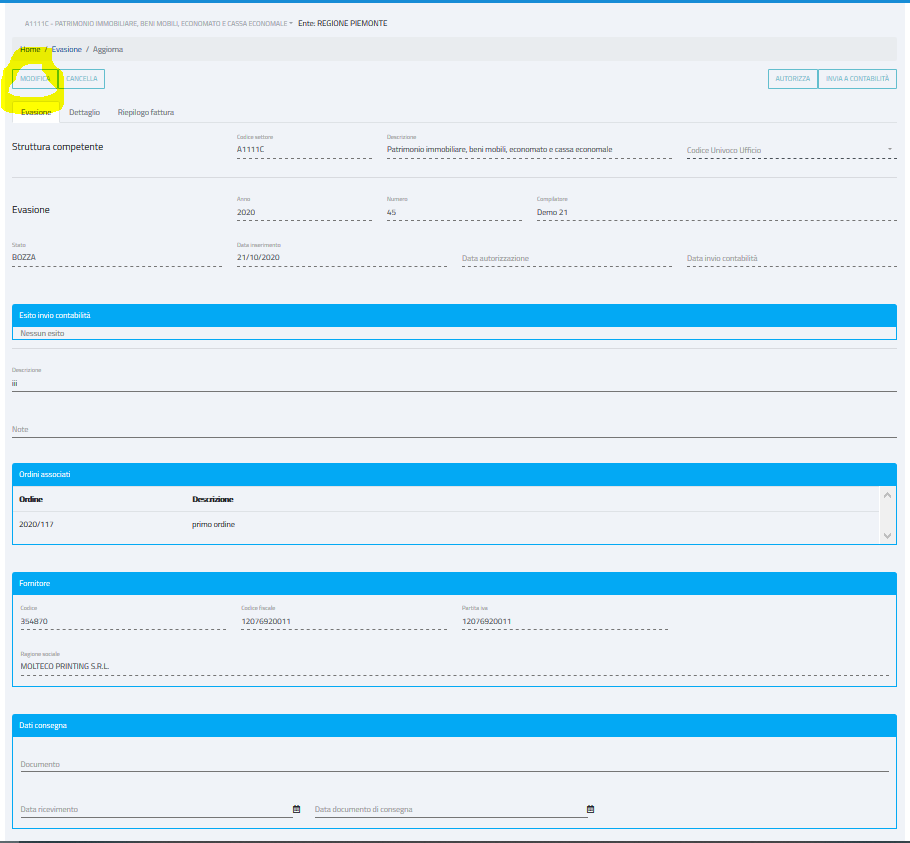 A1111C - PATRIMONIO IMMOBILIARE, BENI MOBILI, ECONOMATO E CASSA ECONOMALE Ente: REGIONE PIEMONTE
Home / Evasione / Aggiorna
MODIFICA CANCELLA AUTORIZZA INVIA A CONTABILITÀ
Evasione Dettaglio Riepilogo fattura
Codice settore Descrizione
Struttura competente A1111C Patrimonio immobiliare, beni mobili, economato e cassa economale Codice Univoco Ufficio
Anno Numero Compilatore
Evasione 2020 45 Demo 21
Stato Data inserimento
BOZZA 21/10/2020 Data autorizzazione Data invio contabilità
Esito invio contabilità
Nessun esito
Descrizione
iii
Note
Ordini associati
Ordine Descrizione
2020/117 primo ordine
Fornitore
Codice Codice fiscale Partita iva
354870 12076920011 12076920011
Ragione sociale
MOLTECO PRINTING S.R.L.
Dati consegna
Documento
Data ricevimento Data documento di consegna